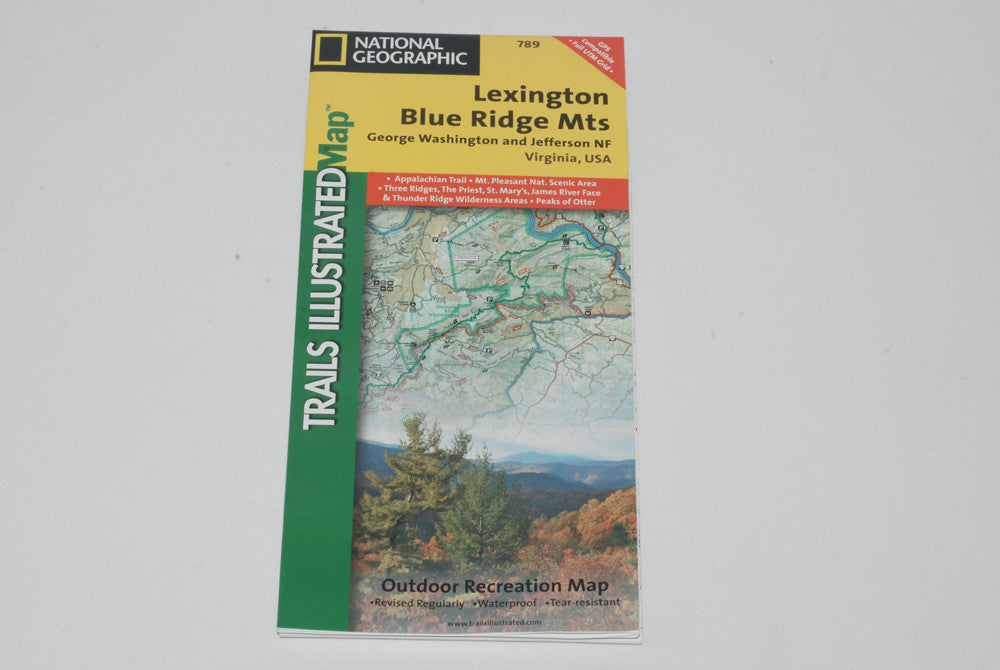 NATIONAL
GEOGRAPHIC
789
GPS
Compatible
• Full UTM Grid •
Lexington
Blue Ridge Mts
George Washington and Jefferson NF
Virginia, USA
TRAILS ILLUSTRATED Map™
• Appalachian Trail • Mt. Pleasant Nat. Scenic Area
• Three Ridges, The Priest, St. Mary's, James River Face
& Thunder Ridge Wilderness Areas • Peaks of Otter
Outdoor Recreation Map
•Revised Regularly •Waterproof •Tear-resistant
www.trailsillustrated.com